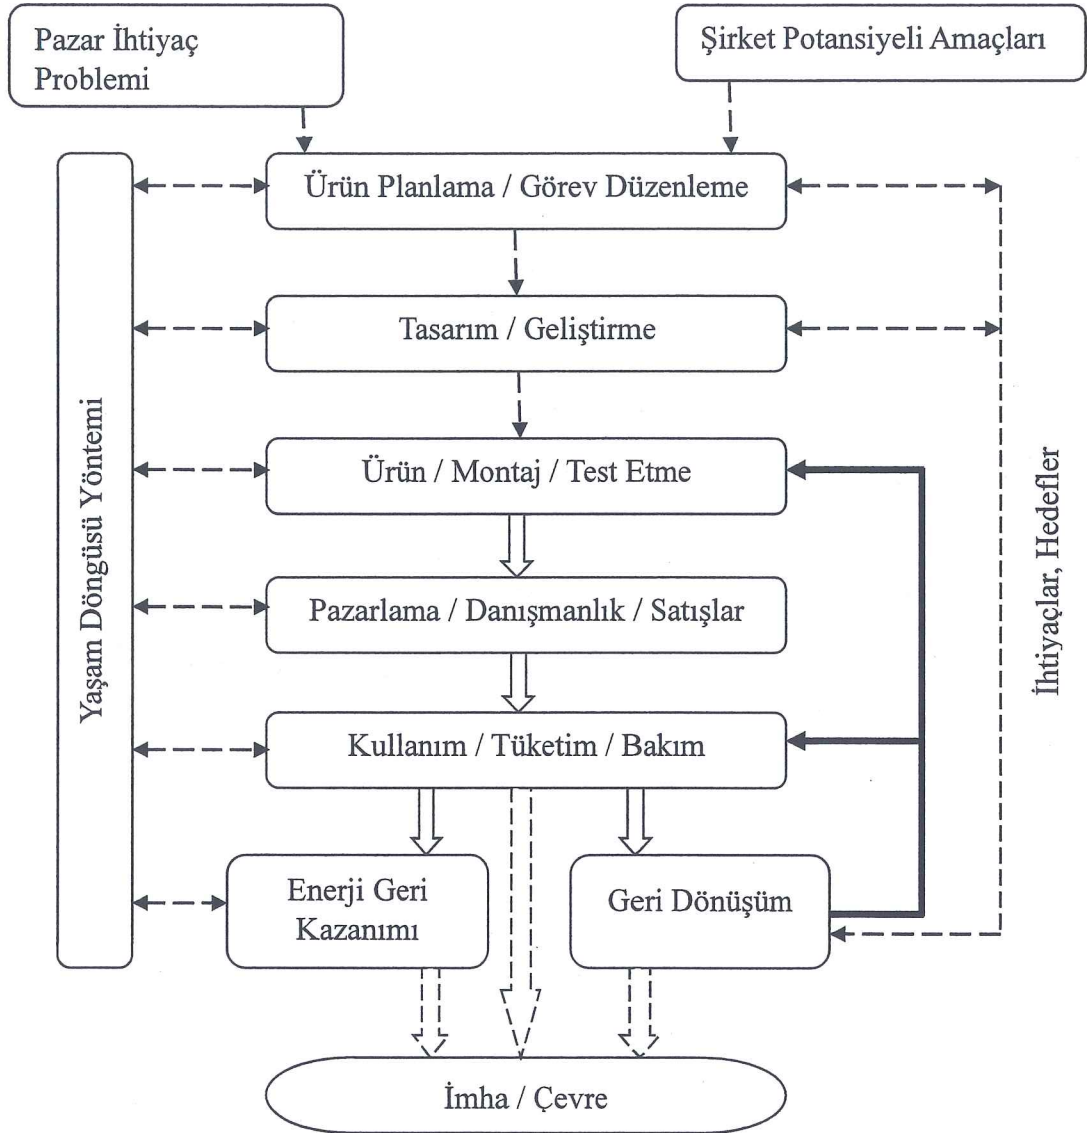 Pazar İhtiyaç
Problemi
Şirket Potansiyeli Amaçları
Ürün Planlama / Görev Düzenleme
Tasarım / Geliştirme
Ürün / Montaj / Test Etme
Pazarlama / Danışmanlık / Satışlar
Kullanım / Tüketim / Bakım
Enerji Geri
Kazanımı
Geri Dönüşüm
İmha / Çevre
Yaşam Döngüsü Yöntemi
İhtiyaçlar, Hedefler